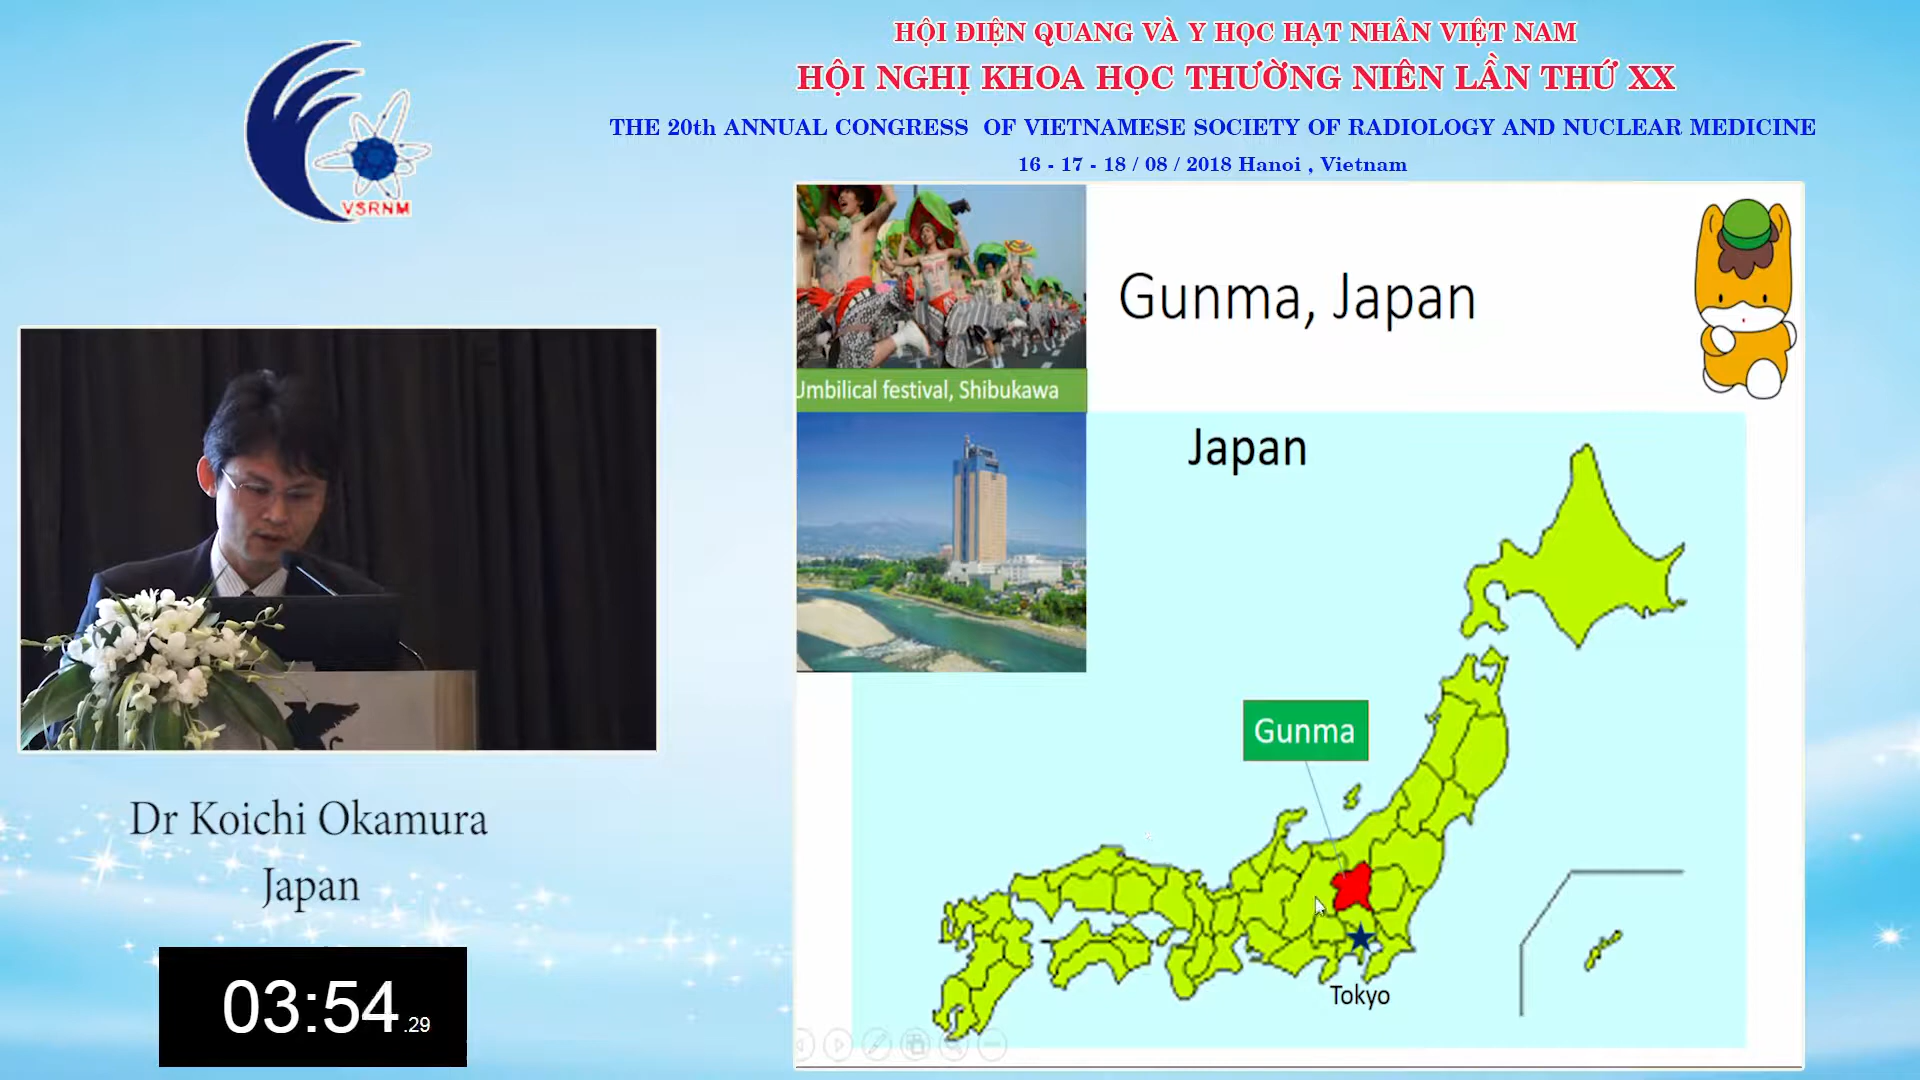 HỘI ĐIỆN QUANG VÀ Y HỌC HẠT NHÂN VIỆT NAM
HỘI NGHỊ KHOA HỌC THƯỜNG NIÊN LẦN THỨ XX
THE 20th ANNUAL CONGRESS OF VIETNAMESE SOCIETY OF RADIOLOGY AND NUCLEAR MEDICINE
16 - 17 - 18 / 08 / 2018 Hanoi , Vietnam
VSRNM
Gunma, Japan
Umbilical festival, Shibukawa
Japan
Gunma
Tokyo
Dr Koichi Okamura
Japan
03:54.29